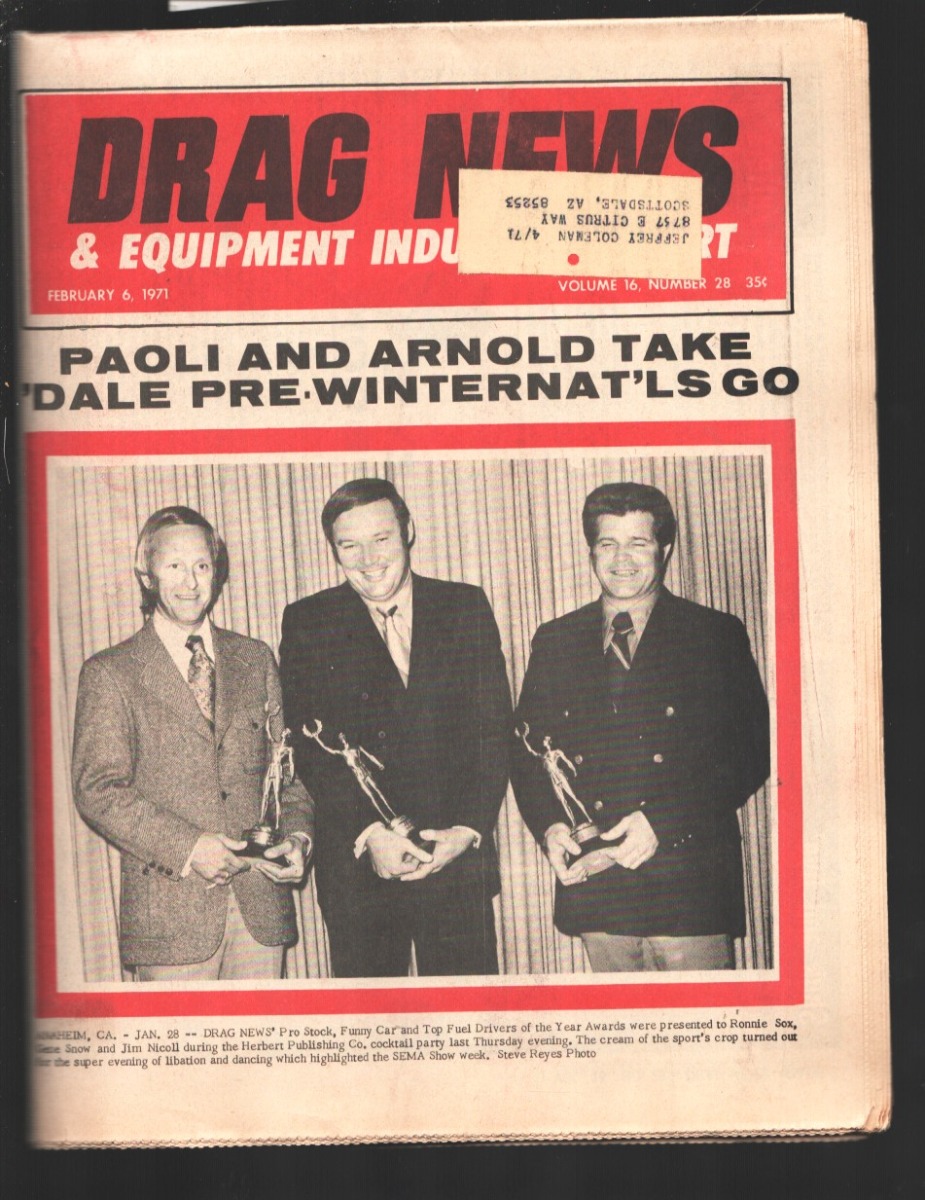 DRAG NEWS
& EQUIPMENT INDU RT
JEFFREY COLEMAN 4/71
8757 E CITRUS WAY
SCOTTSDALE, AZ 85253
FEBRUARY 6, 1971 VOLUME 16, NUMBER 28 35¢
PAOLI AND ARNOLD TAKE
'DALE PRE-WINTERNAT'LS GO
ANAHEIM, CA. - JAN. 28 -- DRAG NEWS' Pro Stock, Funny Car and Top Fuel Drivers of the Year Awards were presented to Ronnie Sox,
Gene Snow and Jim Nicoll during the Herbert Publishing Co. cocktail party last Thursday evening. The cream of the sport's crop turned out
the super evening of libation and dancing which highlighted the SEMA Show week. Steve Reyes Photo